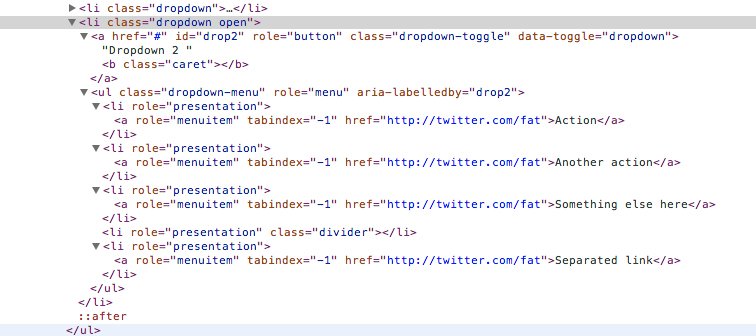 ▶<li class="dropdown">…</li>
▼<li class="dropdown open">
▼<a href="#" id="drop2" role="button" class="dropdown-toggle" data-toggle="dropdown">
"Dropdown 2 "
<b class="caret"></b>
</a>
▼<ul class="dropdown-menu" role="menu" aria-labelledby="drop2">
▼<li role="presentation">
<a role="menuitem" tabindex="-1" href="http://twitter.com/fat">Action</a>
</li>
▼<li role="presentation">
<a role="menuitem" tabindex="-1" href="http://twitter.com/fat">Another action</a>
</li>
▼<li role="presentation">
<a role="menuitem" tabindex="-1" href="http://twitter.com/fat">Something else here</a>
</li>
<li role="presentation" class="divider"></li>
▼<li role="presentation">
<a role="menuitem" tabindex="-1" href="http://twitter.com/fat">Separated link</a>
</li>
</ul>
</li>
::after
</ul>